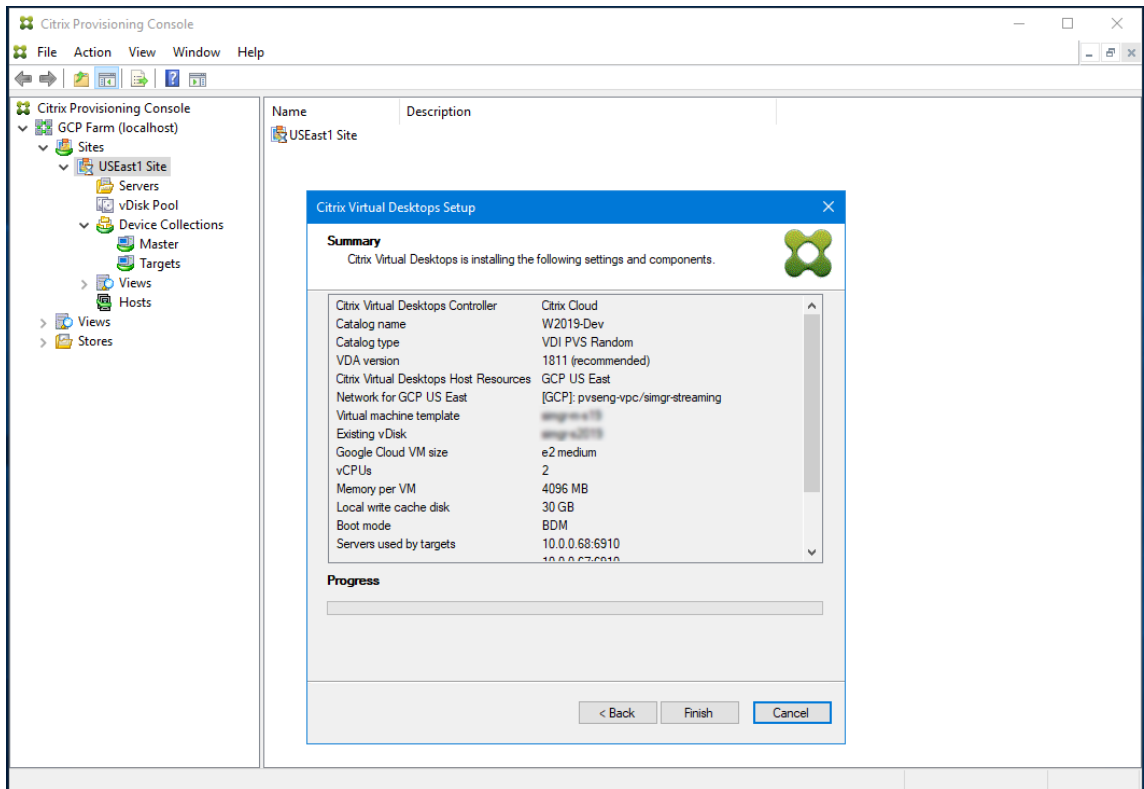 Citrix Provisioning Console
File Action View Window Help
Citrix Provisioning Console
GCP Farm (localhost)
Sites
USEast1 Site
Servers
vDisk Pool
Device Collections
Master
Targets
Views
Hosts
Views
Stores
Name Description
USEast1 Site
Citrix Virtual Desktops Setup
Summary
Citrix Virtual Desktops is installing the following settings and components.
Citrix Virtual Desktops Controller Citrix Cloud
Catalog name W2019-Dev
Catalog type VDI PVS Random
VDA version 1811 (recommended)
Citrix Virtual Desktops Host Resources GCP US East
Network for GCP US East [GCP]: pvseng-vpc/simgr-streaming
Virtual machine template
Existing vDisk
Google Cloud VM size e2 medium
vCPUs 2
Memory per VM 4096 MB
Local write cache disk 30 GB
Boot mode BDM
Servers used by targets 10.0.0.68:6910
10.0.0.67:6910
Progress
< Back Finish Cancel